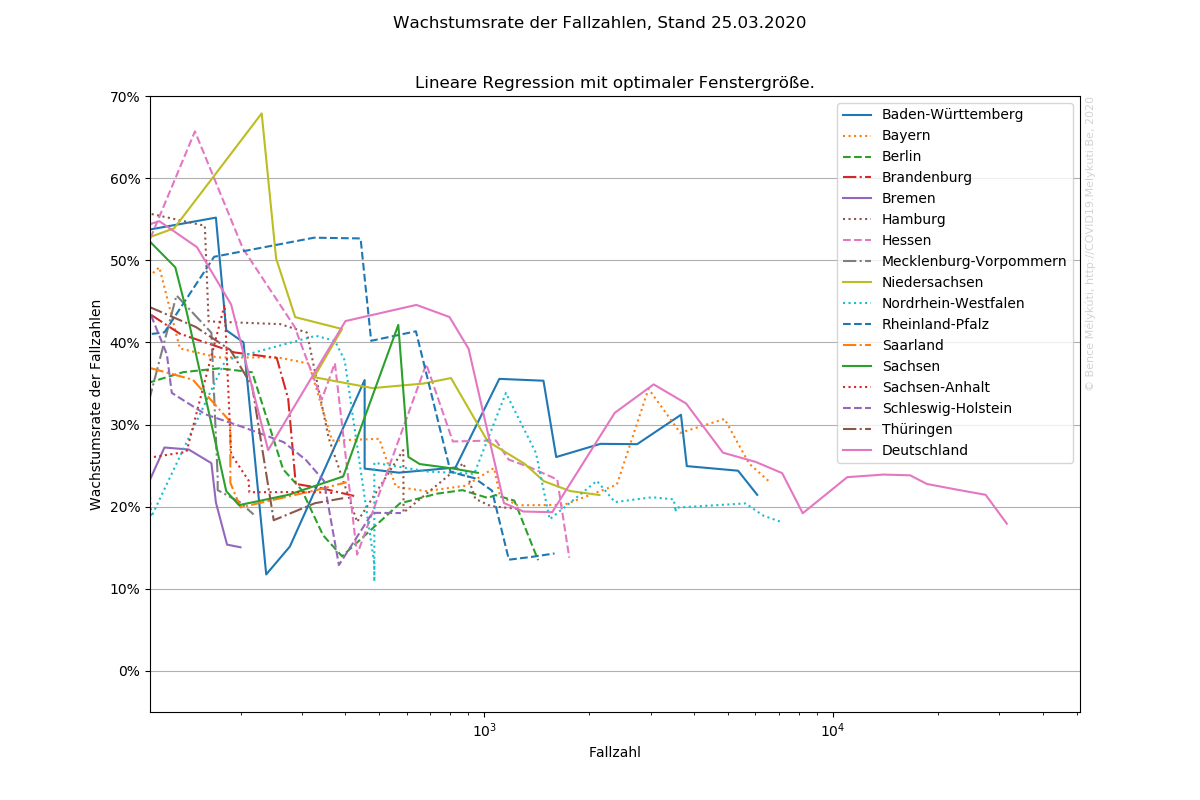 Wachstumsrate der Fallzahlen, Stand 25.03.2020
Lineare Regression mit optimaler Fenstergröße.
70%
60%
50%
40%
30%
20%
10%
0%
Wachstumsrate der Fallzahlen
10³
10⁴
Fallzahl
Baden-Württemberg
Bayern
Berlin
Brandenburg
Bremen
Hamburg
Hessen
Mecklenburg-Vorpommern
Niedersachsen
Nordrhein-Westfalen
Rheinland-Pfalz
Saarland
Sachsen
Sachsen-Anhalt
Schleswig-Holstein
Thüringen
Deutschland
© Bence Mélykúti, http://COVID19.Melykuti.Be, 2020